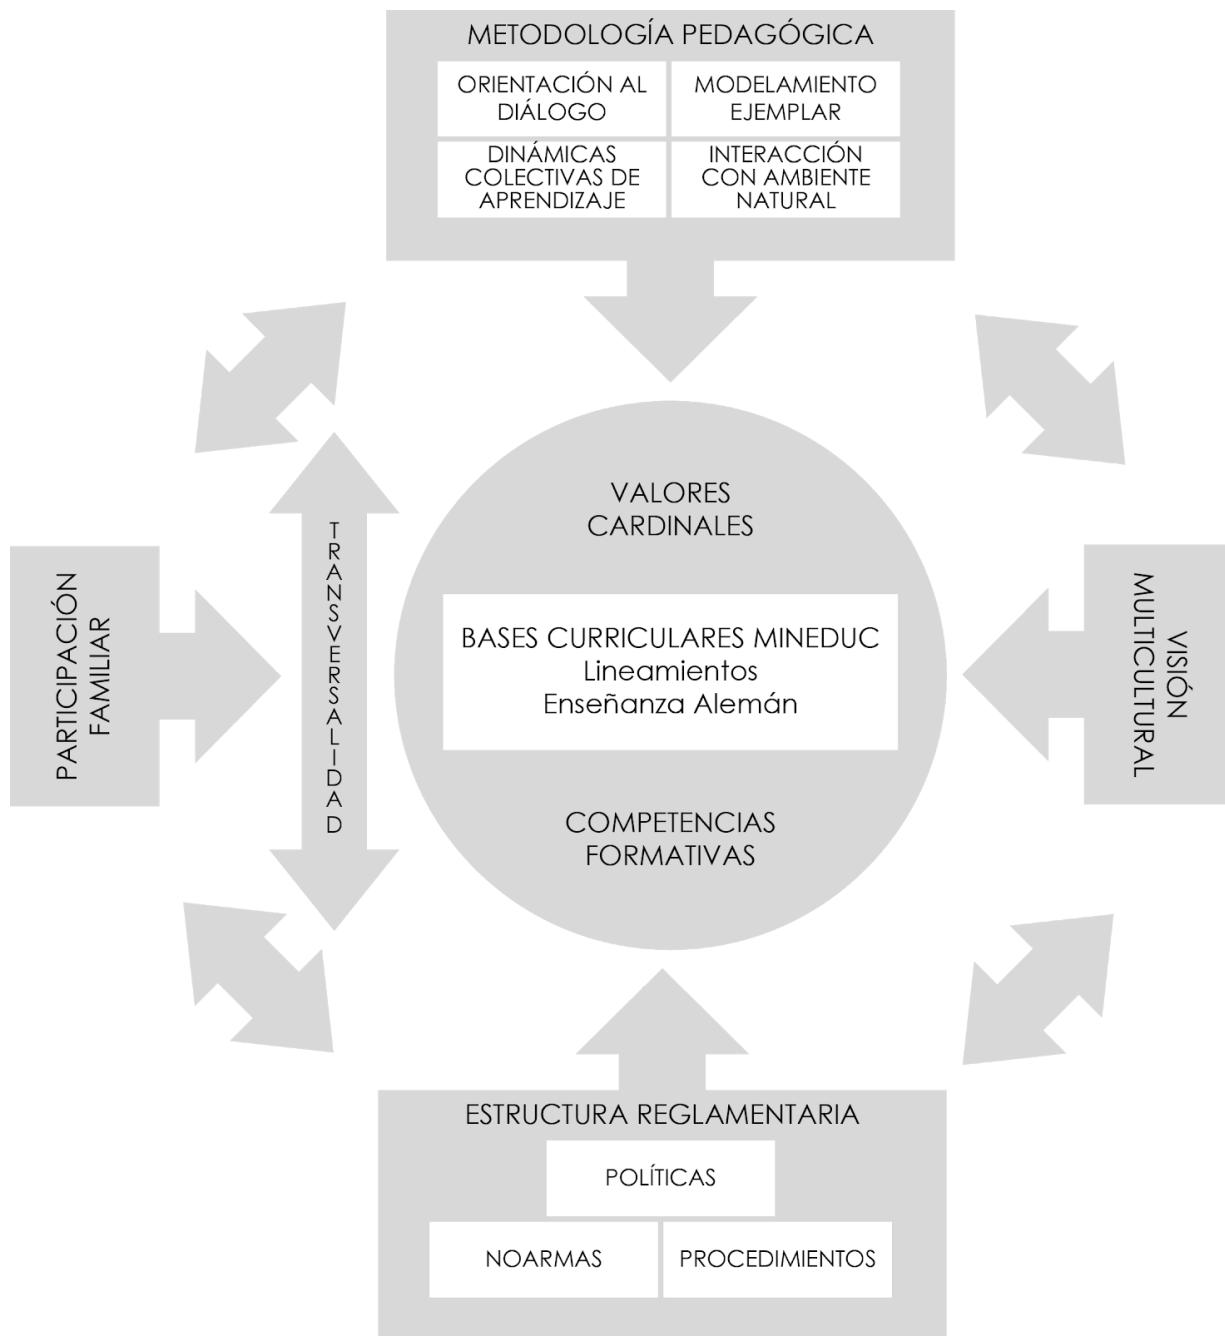 METODOLOGÍA PEDAGÓGICA
ORIENTACIÓN AL
DIÁLOGO
MODELAMIENTO
EJEMPLAR
DINÁMICAS
COLECTIVAS DE
APRENDIZAJE
INTERACCIÓN
CON AMBIENTE
NATURAL
PARTICIPACIÓN
FAMILIAR
TRANSVERSALIDAD
VALORES
CARDINALES
BASES CURRICULARES MINEDUC
Lineamientos
Enseñanza Alemán
COMPETENCIAS
FORMATIVAS
VISIÓN
MULTICULTURAL
ESTRUCTURA REGLAMENTARIA
POLÍTICAS
NOARMAS
PROCEDIMIENTOS